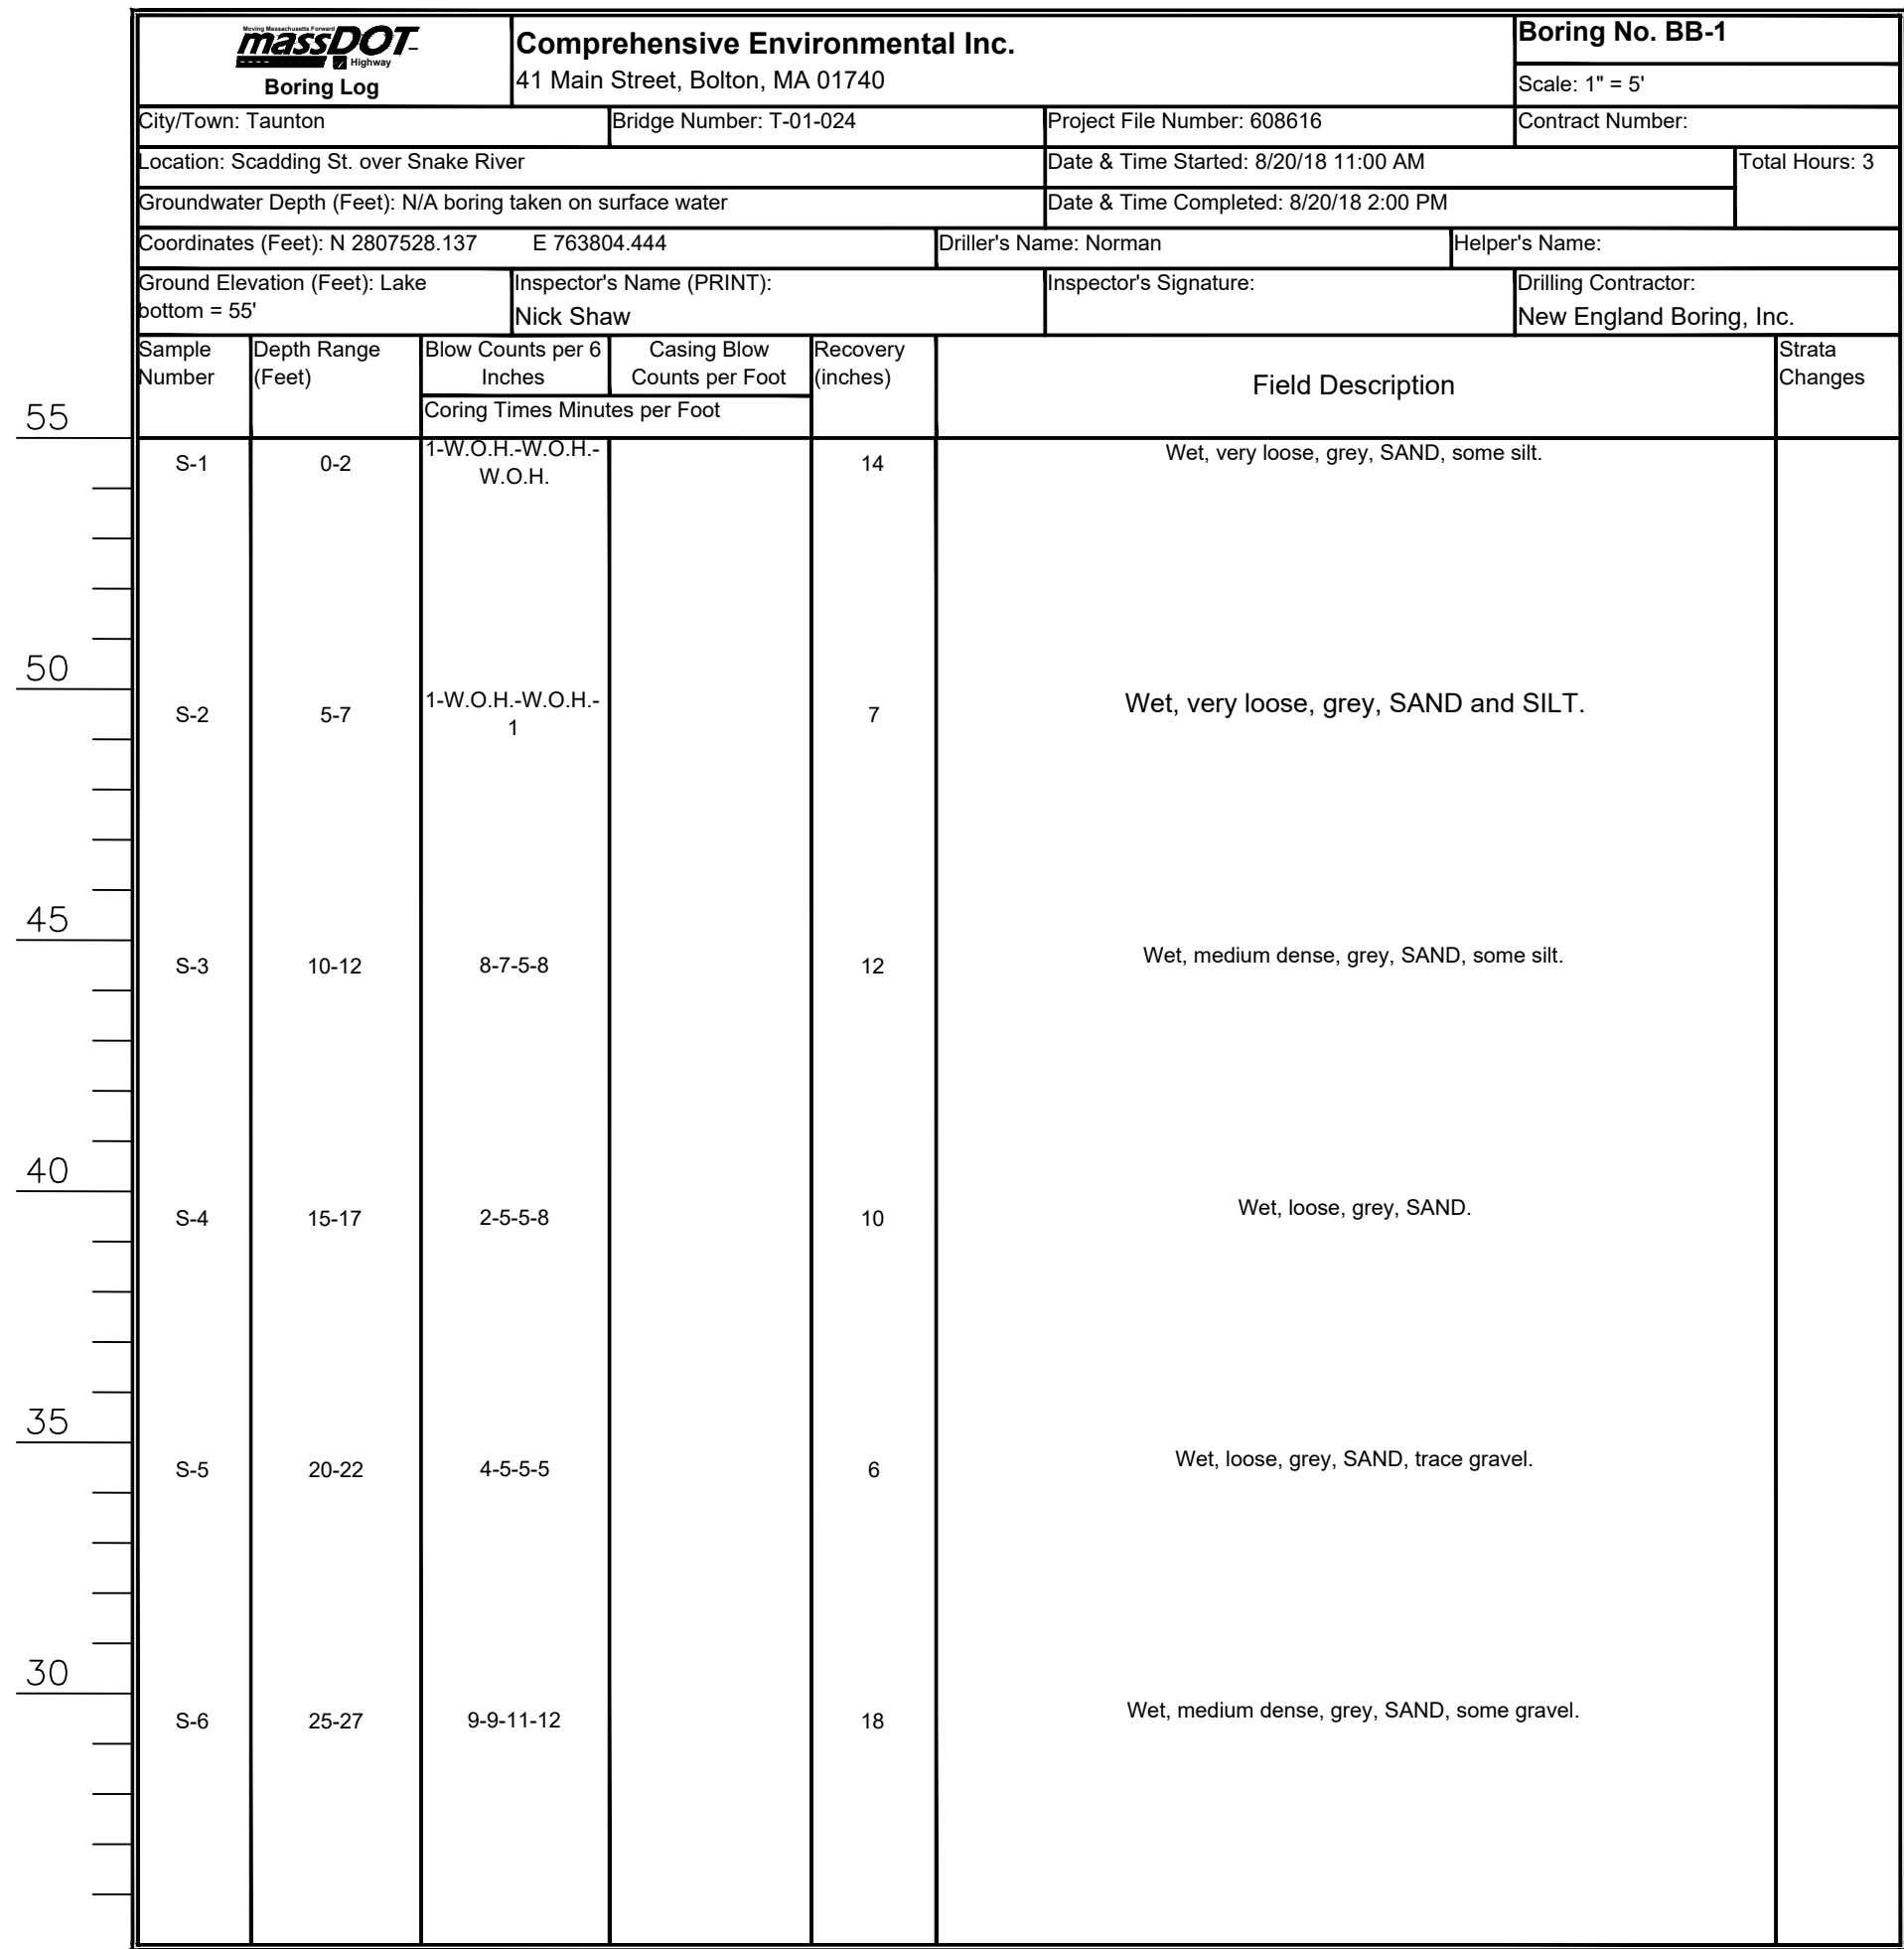 Moving Massachusetts Forward
massDOT
Highway
Boring Log
Comprehensive Environmental Inc.
41 Main Street, Bolton, MA 01740
Boring No. BB-1
Scale: 1" = 5'
City/Town: Taunton
Bridge Number: T-01-024
Project File Number: 608616
Contract Number:
Location: Scadding St. over Snake River
Date & Time Started: 8/20/18 11:00 AM
Total Hours: 3
Groundwater Depth (Feet): N/A boring taken on surface water
Date & Time Completed: 8/20/18 2:00 PM
Coordinates (Feet): N 2807528.137 E 763804.444
Driller's Name: Norman
Helper's Name:
Ground Elevation (Feet): Lake
bottom = 55'
Inspector's Name (PRINT):
Nick Shaw
Inspector's Signature:
Drilling Contractor:
New England Boring, Inc.
Sample
Number
Depth Range
(Feet)
Blow Counts per 6
Inches
Casing Blow
Counts per Foot
Coring Times Minutes per Foot
Recovery
(inches)
Field Description
Strata
Changes
55
S-1
0-2
1-W.O.H.-W.O.H.-
W.O.H.
14
Wet, very loose, grey, SAND, some silt.
50
S-2
5-7
1-W.O.H.-W.O.H.-
1
7
Wet, very loose, grey, SAND and SILT.
45
S-3
10-12
8-7-5-8
12
Wet, medium dense, grey, SAND, some silt.
40
S-4
15-17
2-5-5-8
10
Wet, loose, grey, SAND.
35
S-5
20-22
4-5-5-5
6
Wet, loose, grey, SAND, trace gravel.
30
S-6
25-27
9-9-11-12
18
Wet, medium dense, grey, SAND, some gravel.